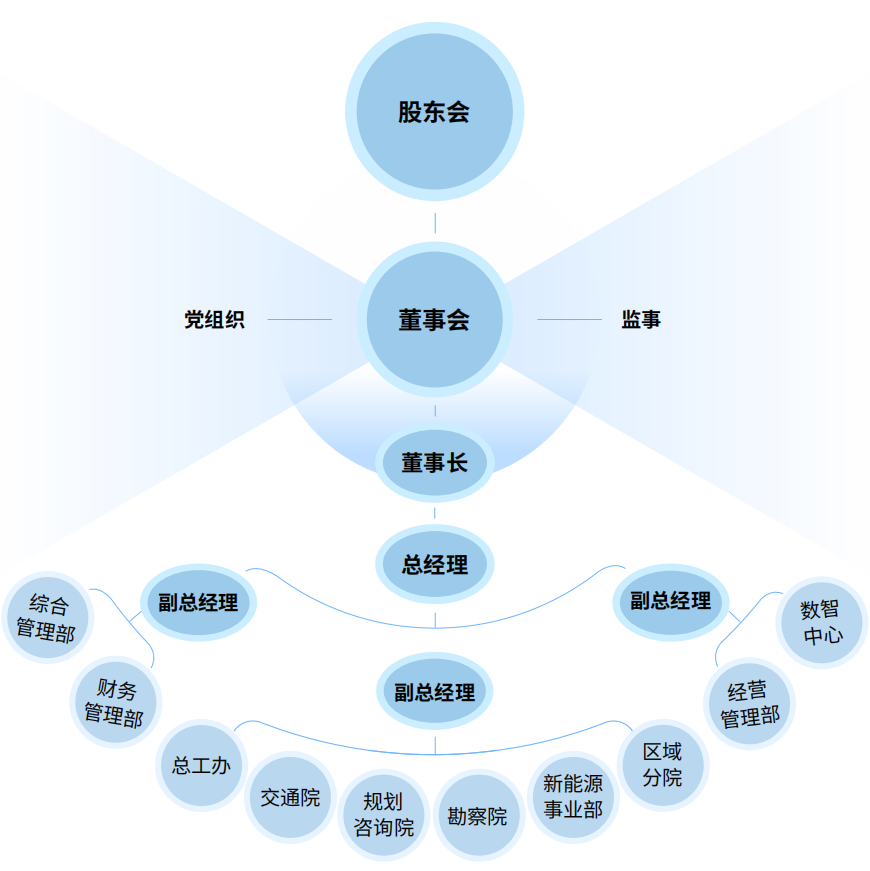 股东会
党组织
董事会
监事
董事长
总经理
副总经理
副总经理
副总经理
综合
管理部
财务
管理部
总工办
交通院
规划
咨询院
勘察院
新能源
事业部
区域
分院
经营
管理部
数智
中心